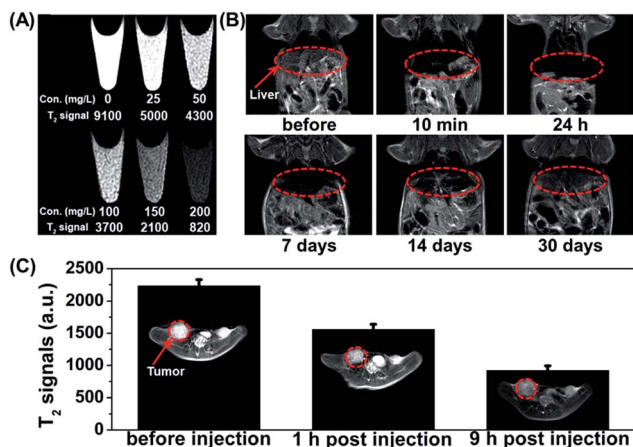 (A)
Con. (mg/L) 0 25 50
T2 signal 9100 5000 4300
Con. (mg/L) 100 150 200
T2 signal 3700 2100 820
(B)
Liver
before 10 min 24 h
7 days 14 days 30 days
(C)
T2 signals (a.u.)
2500
2000
1500
1000
500
0
Tumor
before injection 1 h post injection 9 h post injection